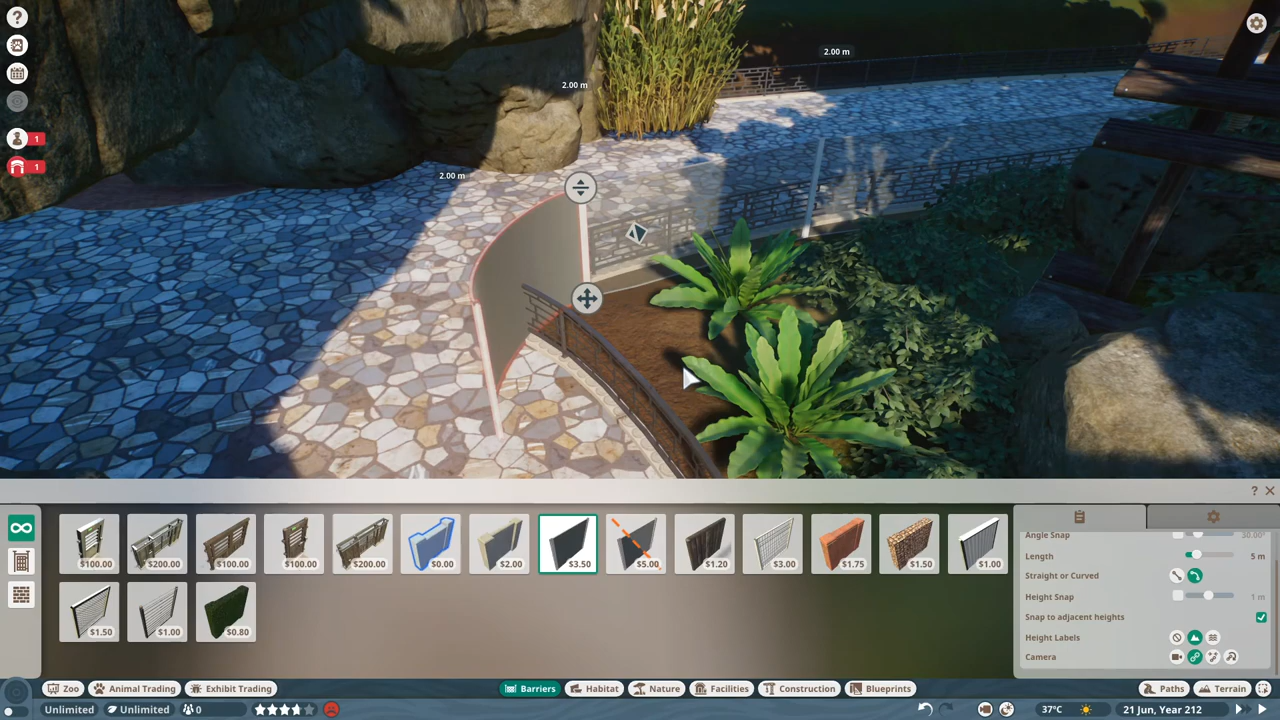 ?
2.00 m
2.00 m
2.00 m
1
1
? ×
$100.00 $200.00 $100.00 $100.00 $200.00 $0.00 $2.00 $3.50 $5.00 $1.20 $3.00 $1.75 $1.50 $1.00
$1.50 $1.00 $0.80
Angle Snap 30.00°
Length 5 m
Straight or Curved
Height Snap 1 m
Snap to adjacent heights
Height Labels
Camera
Zoo Animal Trading Exhibit Trading Barriers Habitat Nature Facilities Construction Blueprints Paths Terrain
Unlimited Unlimited 0 37°C 21 Jun, Year 212